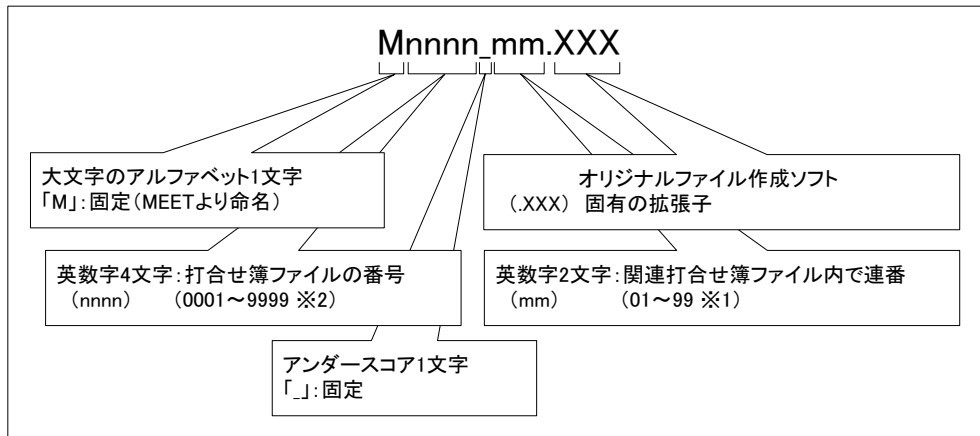 Mnnnn_mm.XXX
大文字のアルファベット1文字
「M」:固定(MEETより命名)
オリジナルファイル作成ソフト
(.XXX) 固有の拡張子
英数字4文字:打合せ簿ファイルの番号
(nnnn) (0001～9999 ※2)
英数字2文字:関連打合せ簿ファイル内で連番
(mm) (01～99 ※1)
アンダースコア1文字
「_」:固定